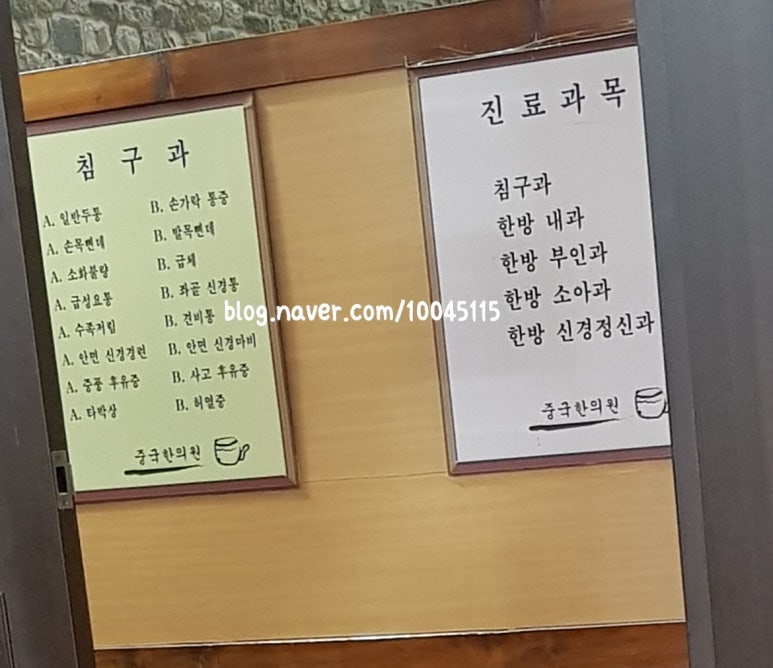 침구과
A. 일반두통 B. 손가락 통증
A. 손목삔데 B. 발목삔데
A. 소화불량 B. 급체
A. 급성요통 B. 좌골 신경통
A. 수족저림 B. 견비통
A. 안면 신경경련 B. 안면 신경마비
A. 중풍 후유증 B. 사고 후유증
A. 타박상 B. 허열증
중국한의원
진료과목
침구과
한방 내과
한방 부인과
한방 소아과
한방 신경정신과
중국한의원
blog.naver.com/10045115